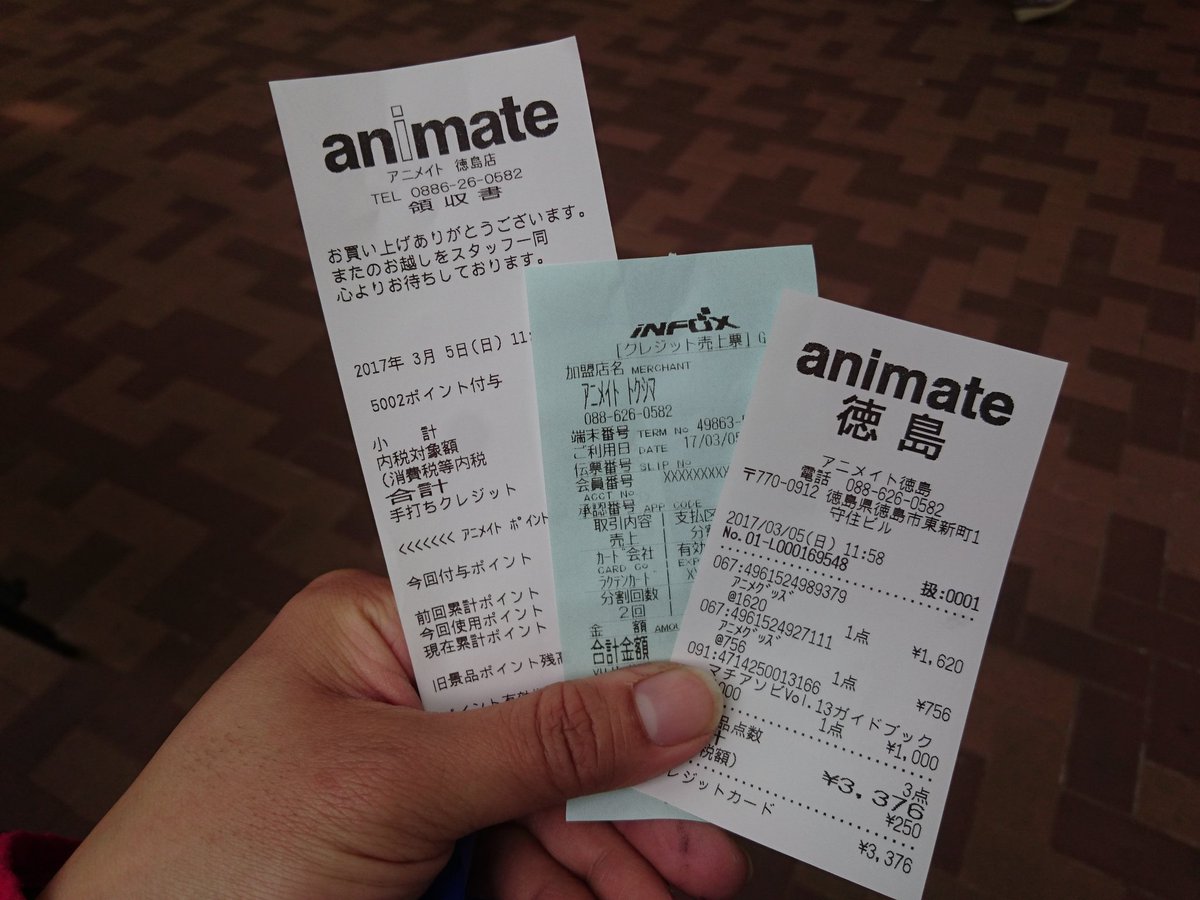 animate
アニメイト 徳島店
TEL 0886-26-0582
領収書
お買い上げありがとうございます。
またのお越しをスタッフ一同
心よりお待ちしております。
2017年 3月 5日(日) 11:
5002ポイント付与
小 計
内税対象額
(消費税等内税
合計
手打ちクレジット
<<<<<<< アニメイト ポイント
今回付与ポイント
前回累計ポイント
今回使用ポイント
現在累計ポイント
旧景品ポイント残高
INFOX
[クレジット売上票]
加盟店名 MERCHANT
アニメイト トクシマ
088-626-0582
端末番号 TERM No 49863-
ご利用日 DATE 17/03/05
伝票番号 SLIP No
会員番号 XXXXXXXXX
ACCT No
承認番号 APP CODE
取引内容 支払区
売上 分割
カード会社 有効
CARD CO EXP
ラクテンカード
分割回数
2回
金 額 AMOU
合計金額
animate
徳島
アニメイト徳島
電話 088-626-0582
〒770-0912 徳島県徳島市東新町1
守住ビル
2017/03/05(日) 11:58
No.01-L000169548 扱:0001
067:4961524989379
アニメグッズ 1点
@1620 ¥1,620
067:4961524927111
アニメグッズ 1点
@756 ¥756
091:4714250013166
マチアソビVol.13ガイドブック
000 1点 ¥1,000
品点数 3点
計 ¥3,376
税額) ¥250
レジットカード ¥3,376